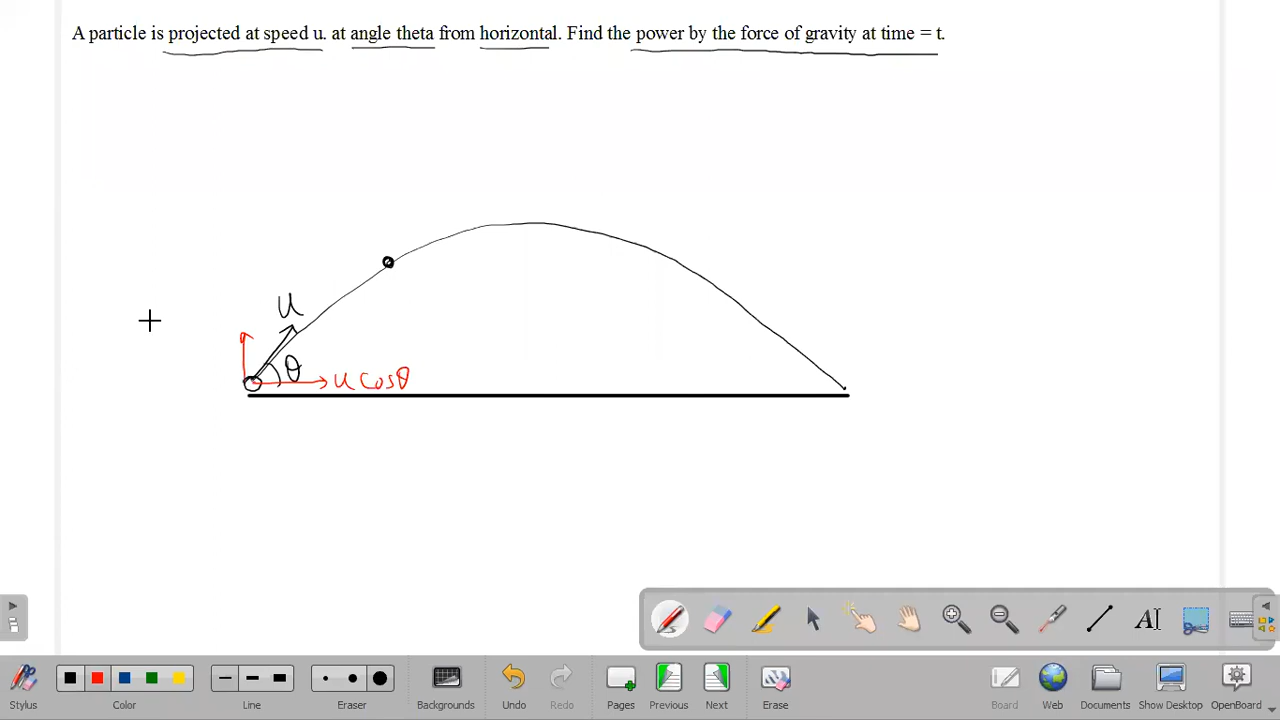 A particle is projected at speed u. at angle theta from horizontal. Find the power by the force of gravity at time = t.
u
θ
u cosθ
Stylus
Color
Line
Eraser
Backgrounds
Undo
Redo
Pages
Previous
Next
Erase
Board
Web
Documents
Show Desktop
OpenBoard